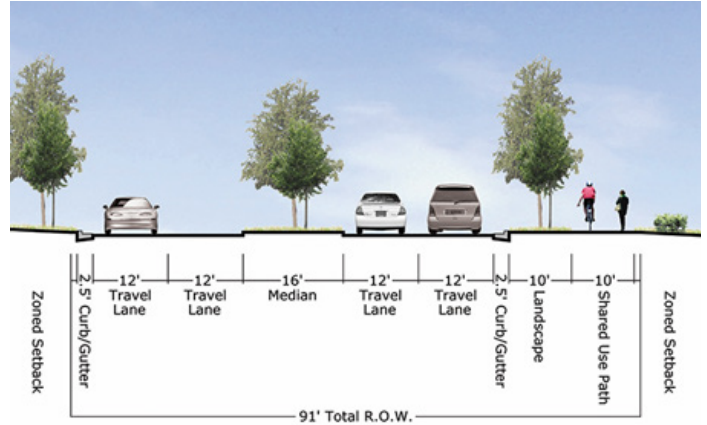 12'
Travel
Lane
12'
Travel
Lane
16'
Median
12'
Travel
Lane
12'
Travel
Lane
10'
10'
Zoned Setback
2.5' Curb/Gutter
2.5' Curb/Gutter
Landscape
Shared Use Path
Zoned Setback
91' Total R.O.W.